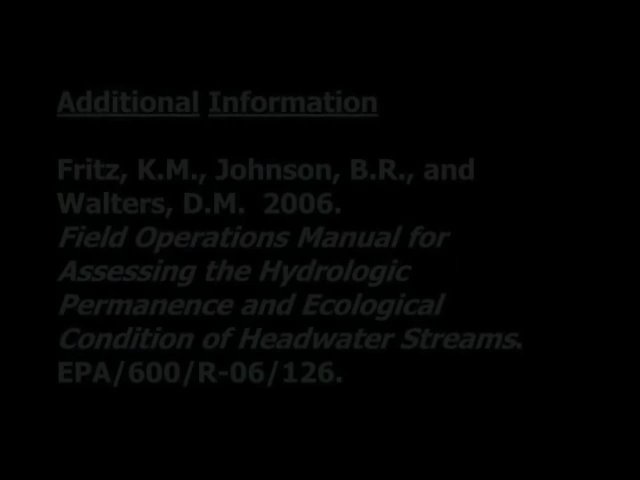 Additional Information
Fritz, K.M., Johnson, B.R., and
Walters, D.M.  2006.
Field Operations Manual for
Assessing the Hydrologic
Permanence and Ecological
Condition of Headwater Streams.
EPA/600/R-06/126.